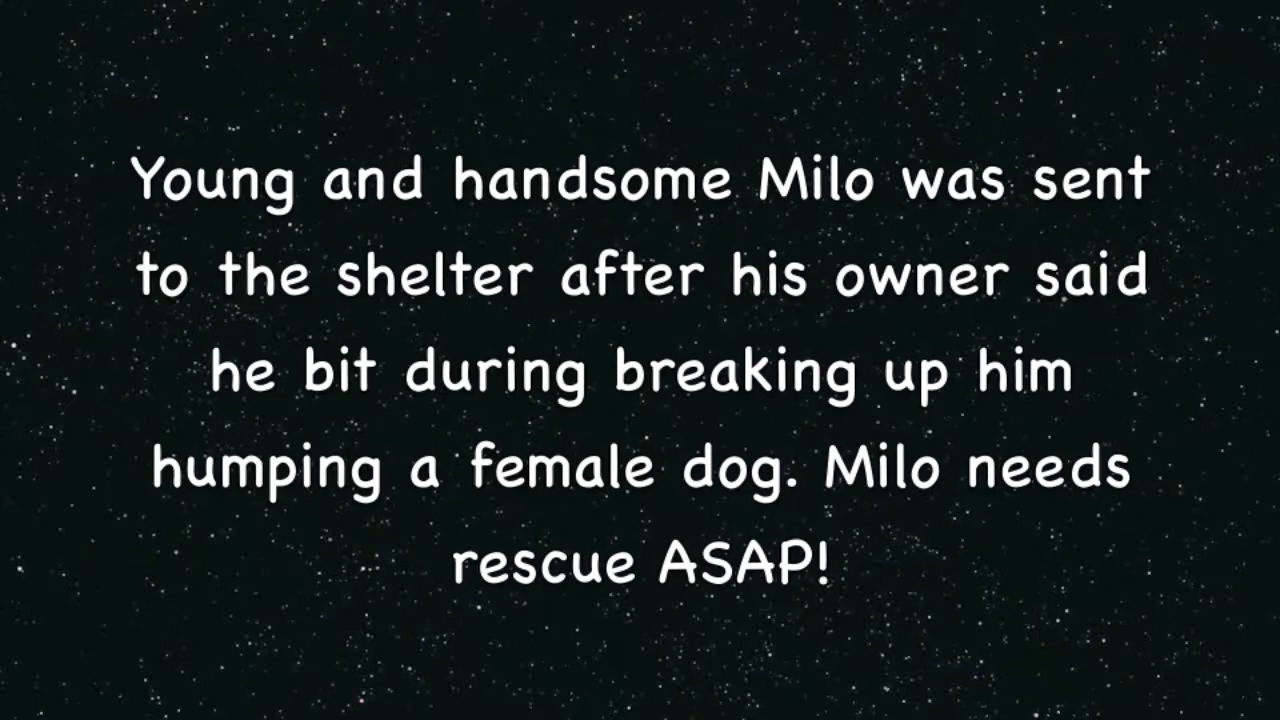 Young and handsome Milo was sent
to the shelter after his owner said
he bit during breaking up him
humping a female dog. Milo needs
rescue ASAP!